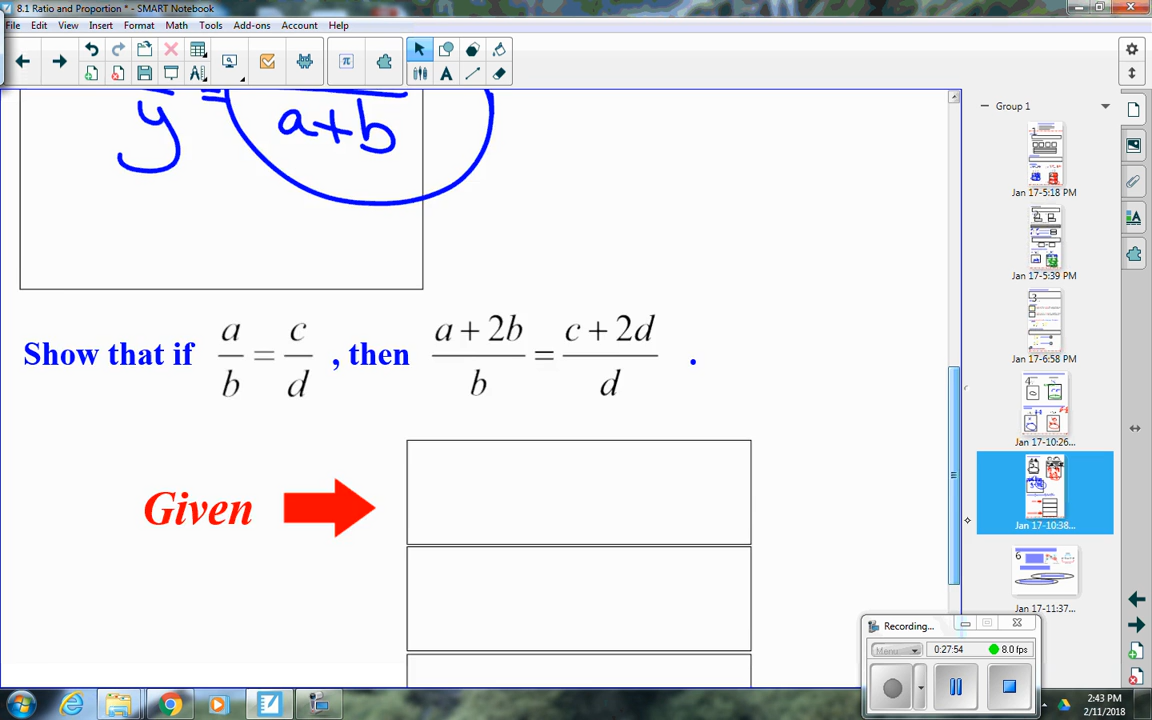 8.1 Ratio and Proportion * - SMART Notebook
File Edit View Insert Format Math Tools Add-ons Account Help
y = a+b
Show that if a/b = c/d , then (a + 2b)/b = (c + 2d)/d .
Given
Group 1
Jan 17-5:18 PM
Jan 17-5:39 PM
Jan 17-6:58 PM
Jan 17-10:26...
Jan 17-10:38...
Jan 17-11:37...
Recording...
Menu
0:27:54
8.0 fps
2:43 PM
2/11/2018